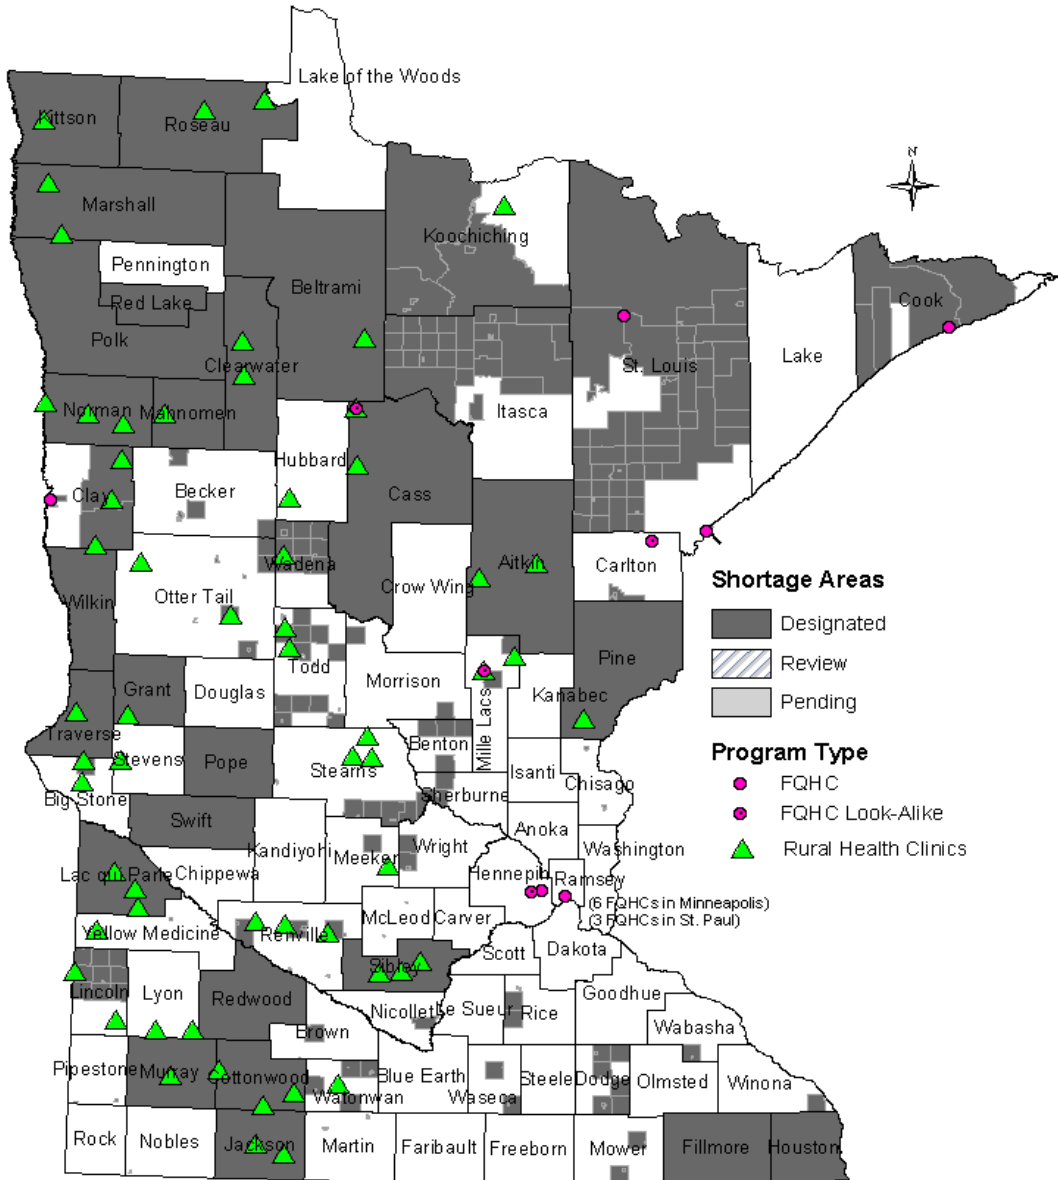 N
Lake of the Woods
Kittson
Roseau
Marshall
Koochiching
Pennington
Beltrami
Red Lake
Cook
Polk
Clearwater
St. Louis
Lake
Norman
Mahnomen
Itasca
Hubbard
Clay
Becker
Cass
Wadena
Aitkin
Carlton
Crow Wing
Otter Tail
Wilkin
Todd
Pine
Morrison
Grant
Douglas
Kanabec
Mille Lacs
Traverse
Benton
Stevens
Pope
Stearns
Isanti
Chisago
Big Stone
Sherburne
Swift
Anoka
Kandiyohi
Meeker
Wright
Washington
Lac qui Parle
Chippewa
Hennepin
Ramsey
(6 FQHCs in Minneapolis)
(3 FQHCs in St. Paul)
McLeod
Carver
Yellow Medicine
Renville
Scott
Dakota
Sibley
Lincoln
Lyon
Redwood
Nicollet
Le Sueur
Rice
Goodhue
Wabasha
Brown
Pipestone
Murray
Cottonwood
Watonwan
Blue Earth
Waseca
Steele
Dodge
Olmsted
Winona
Rock
Nobles
Jackson
Martin
Faribault
Freeborn
Mower
Fillmore
Houston
Shortage Areas
Designated
Review
Pending
Program Type
FQHC
FQHC Look-Alike
Rural Health Clinics